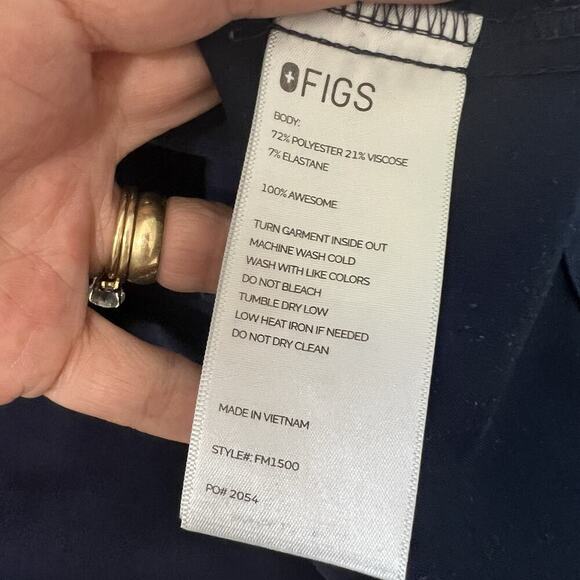 FIGS
BODY:
72% POLYESTER 21% VISCOSE
7% ELASTANE
100% AWESOME
TURN GARMENT INSIDE OUT
MACHINE WASH COLD
WASH WITH LIKE COLORS
DO NOT BLEACH
TUMBLE DRY LOW
LOW HEAT IRON IF NEEDED
DO NOT DRY CLEAN
MADE IN VIETNAM
STYLE#: FM1500
PO# 2054